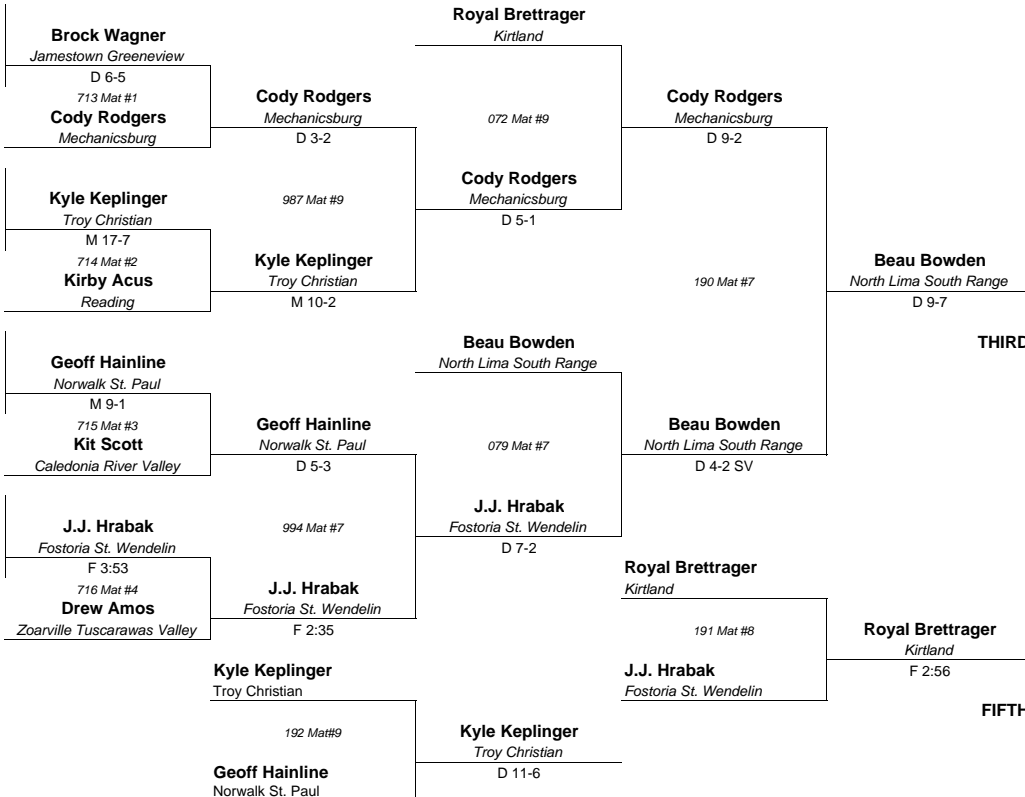 Royal Brettrager
Kirtland
Brock Wagner
Jamestown Greeneview
D 6-5
713 Mat #1
Cody Rodgers
Mechanicsburg
Cody Rodgers
Mechanicsburg
D 3-2
072 Mat #9
Cody Rodgers
Mechanicsburg
D 9-2
Kyle Keplinger
Troy Christian
M 17-7
714 Mat #2
Kirby Acus
Reading
987 Mat #9
Cody Rodgers
Mechanicsburg
D 5-1
Kyle Keplinger
Troy Christian
M 10-2
190 Mat #7
Beau Bowden
North Lima South Range
D 9-7
THIRD
Geoff Hainline
Norwalk St. Paul
M 9-1
715 Mat #3
Kit Scott
Caledonia River Valley
Beau Bowden
North Lima South Range
Geoff Hainline
Norwalk St. Paul
D 5-3
079 Mat #7
Beau Bowden
North Lima South Range
D 4-2 SV
J.J. Hrabak
Fostoria St. Wendelin
F 3:53
716 Mat #4
Drew Amos
Zoarville Tuscarawas Valley
994 Mat #7
J.J. Hrabak
Fostoria St. Wendelin
D 7-2
J.J. Hrabak
Fostoria St. Wendelin
F 2:35
Royal Brettrager
Kirtland
191 Mat #8
J.J. Hrabak
Fostoria St. Wendelin
Royal Brettrager
Kirtland
F 2:56
FIFTH
Kyle Keplinger
Troy Christian
192 Mat#9
Geoff Hainline
Norwalk St. Paul
Kyle Keplinger
Troy Christian
D 11-6